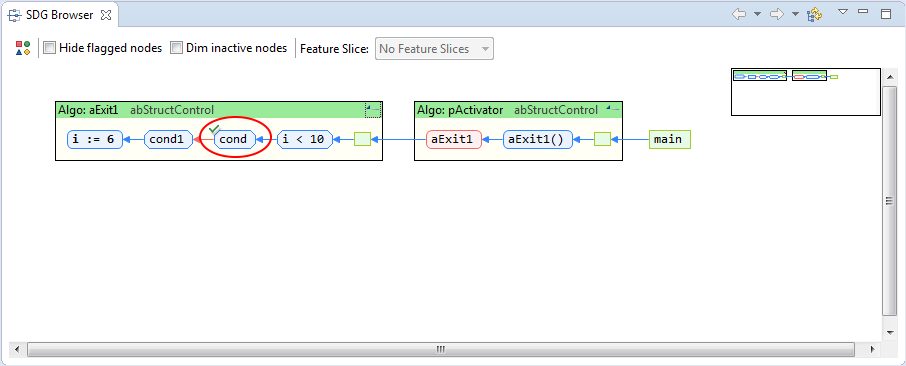 SDG Browser
Hide flagged nodes Dim inactive nodes Feature Slice: No Feature Slices
Algo: aExit1 abStructControl
Algo: pActivator abStructControl
i := 6 cond1 cond i < 10
aExit1 aExit1() main